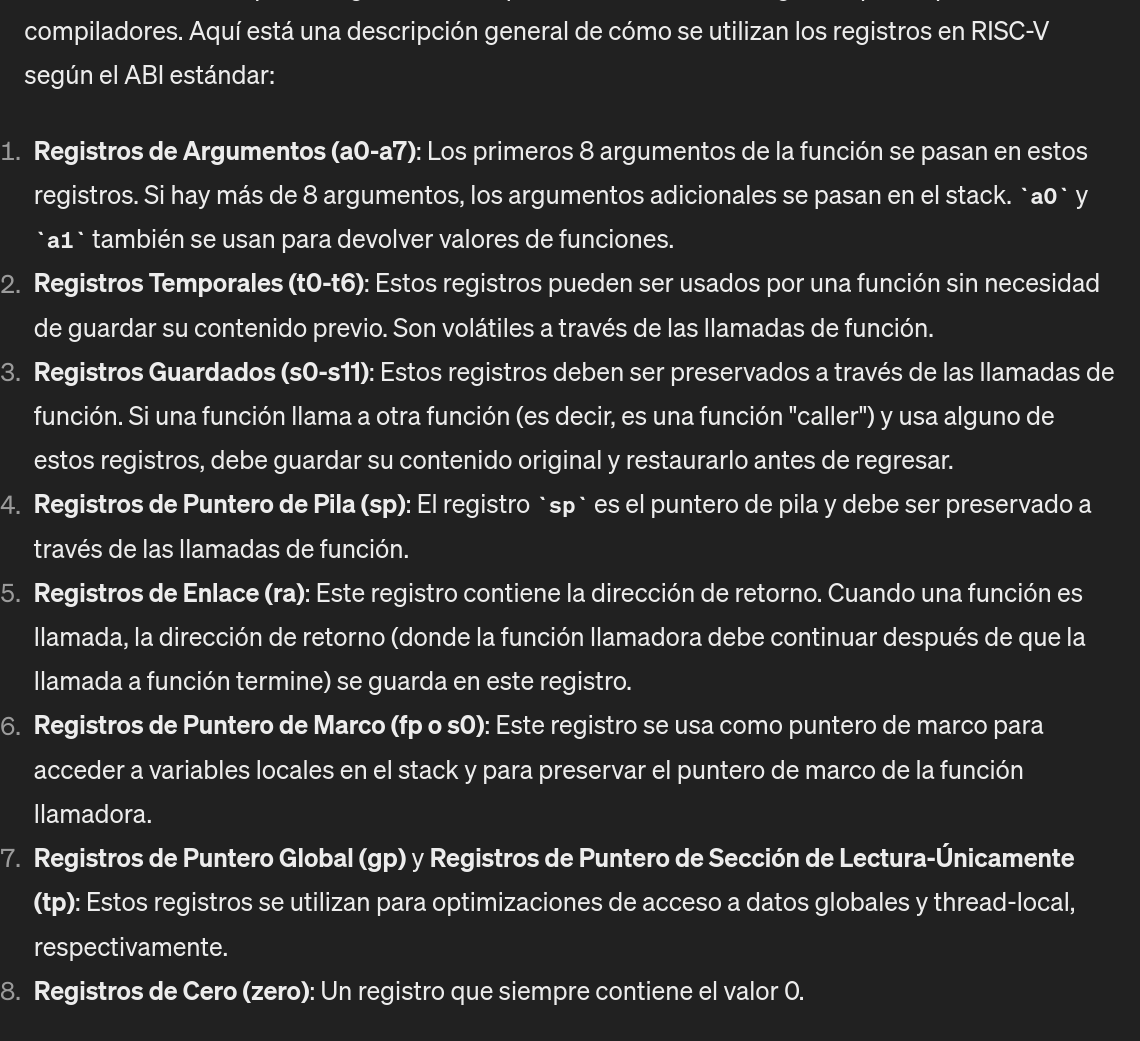 compiladores. Aquí está una descripción general de cómo se utilizan los registros en RISC-V
según el ABI estándar:
1. Registros de Argumentos (a0-a7): Los primeros 8 argumentos de la función se pasan en estos
registros. Si hay más de 8 argumentos, los argumentos adicionales se pasan en el stack. `a0` y
`a1` también se usan para devolver valores de funciones.
2. Registros Temporales (t0-t6): Estos registros pueden ser usados por una función sin necesidad
de guardar su contenido previo. Son volátiles a través de las llamadas de función.
3. Registros Guardados (s0-s11): Estos registros deben ser preservados a través de las llamadas de
función. Si una función llama a otra función (es decir, es una función "caller") y usa alguno de
estos registros, debe guardar su contenido original y restaurarlo antes de regresar.
4. Registros de Puntero de Pila (sp): El registro `sp` es el puntero de pila y debe ser preservado a
través de las llamadas de función.
5. Registros de Enlace (ra): Este registro contiene la dirección de retorno. Cuando una función es
llamada, la dirección de retorno (donde la función llamadora debe continuar después de que la
llamada a función termine) se guarda en este registro.
6. Registros de Puntero de Marco (fp o s0): Este registro se usa como puntero de marco para
acceder a variables locales en el stack y para preservar el puntero de marco de la función
llamadora.
7. Registros de Puntero Global (gp) y Registros de Puntero de Sección de Lectura-Únicamente
(tp): Estos registros se utilizan para optimizaciones de acceso a datos globales y thread-local,
respectivamente.
8. Registros de Cero (zero): Un registro que siempre contiene el valor 0.